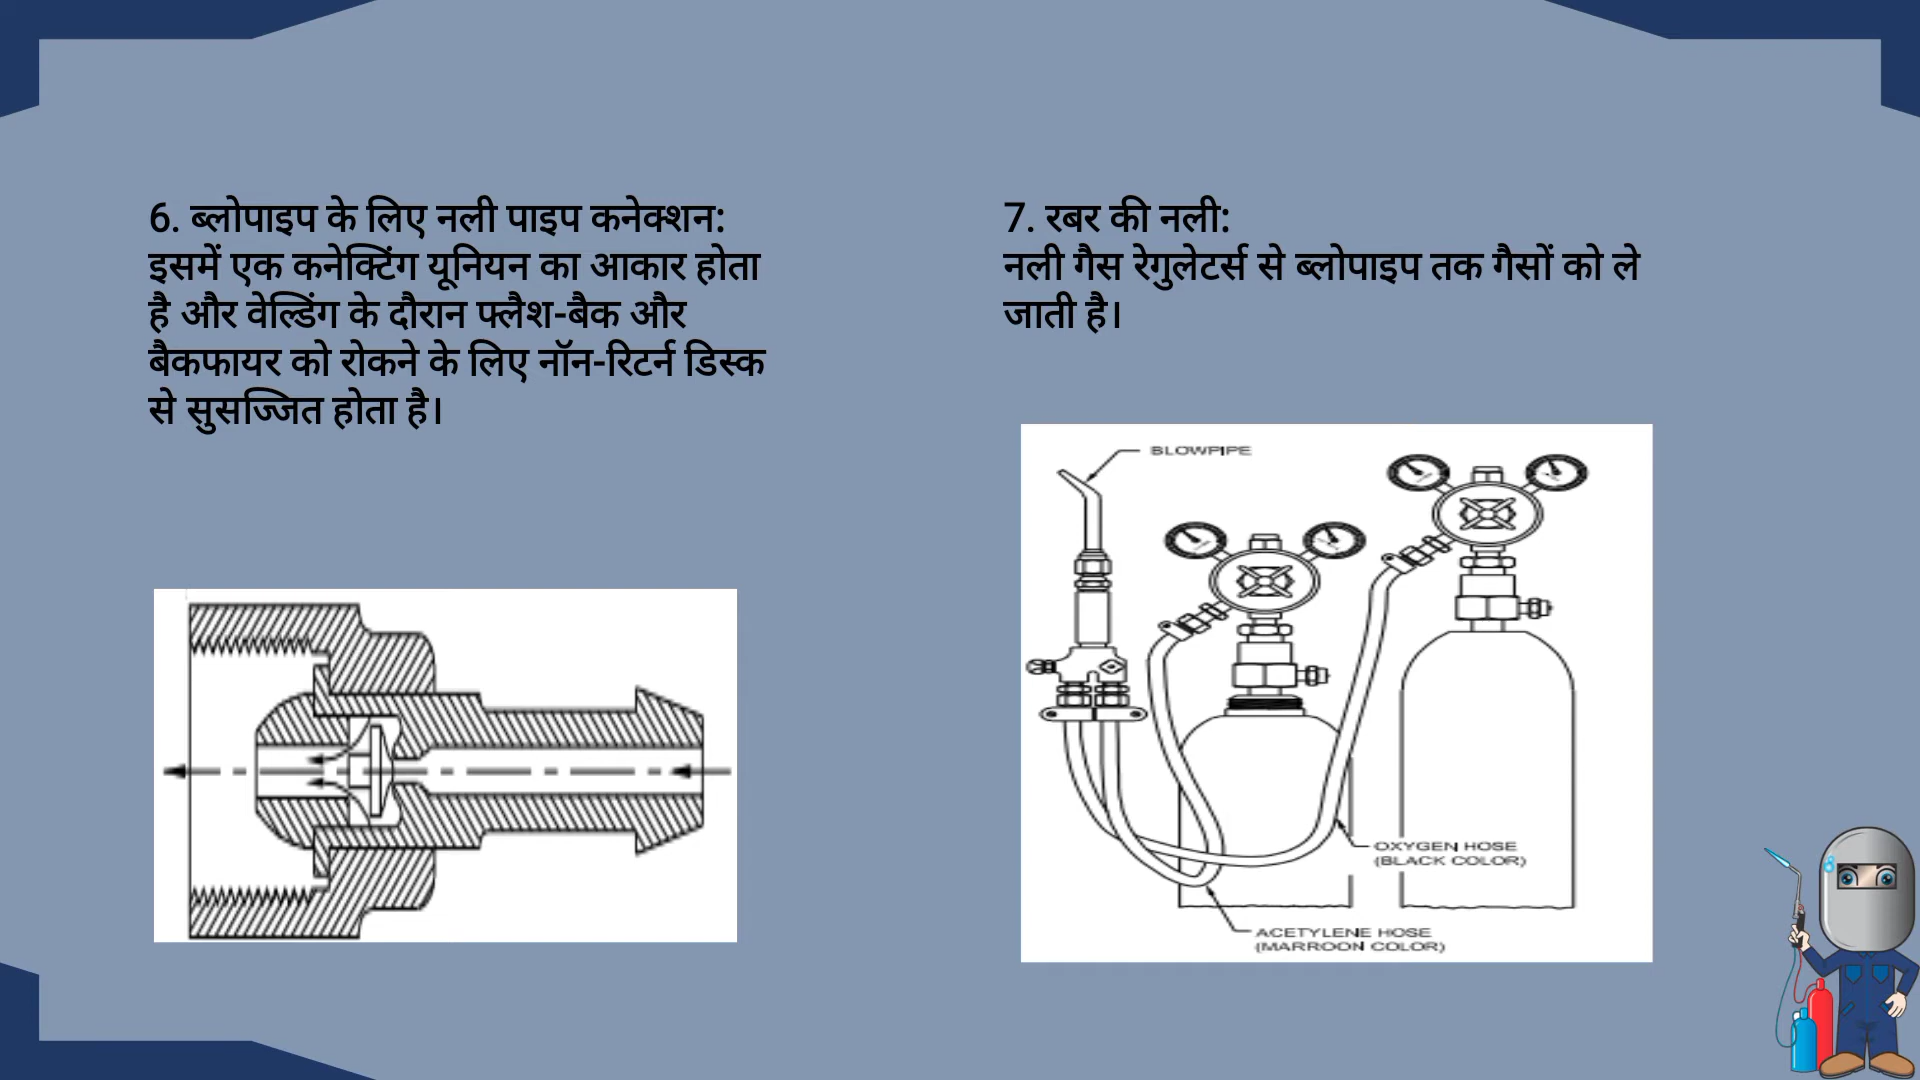 6. ब्लोपाइप के लिए नली पाइप कनेक्शन:
इसमें एक कनेक्टिंग यूनियन का आकार होता
है और वेल्डिंग के दौरान फ्लैश-बैक और
बैकफायर को रोकने के लिए नॉन-रिटर्न डिस्क
से सुसज्जित होता है।
7. रबर की नली:
नली गैस रेगुलेटर्स से ब्लोपाइप तक गैसों को ले
जाती है।
BLOWPIPE
OXYGEN HOSE
(BLACK COLOR)
ACETYLENE HOSE
(MARROON COLOR)